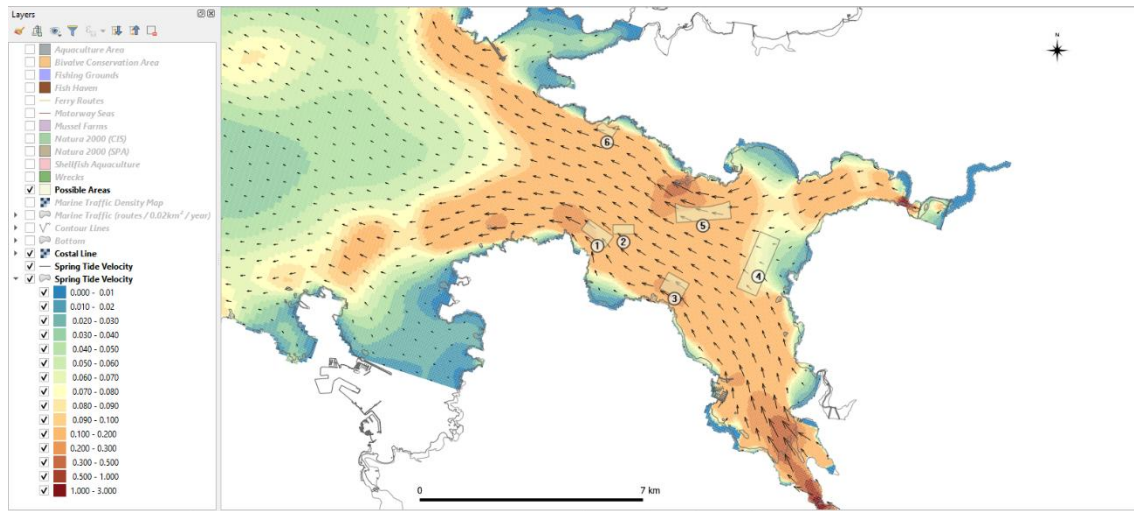 Layers
Aquaculture Area
Bivalve Conservation Area
Fishing Grounds
Fish Haven
Ferry Routes
Motorway Seas
Mussel Farms
Natura 2000 (CIS)
Natura 2000 (SPA)
Shellfish Aquaculture
Wrecks
Possible Areas
Marine Traffic Density Map
Marine Traffic (routes / 0.02km² / year)
Contour Lines
Bottom
Costal Line
Spring Tide Velocity
Spring Tide Velocity
0.000 - 0.01
0.010 - 0.02
0.020 - 0.030
0.030 - 0.040
0.040 - 0.050
0.050 - 0.060
0.060 - 0.070
0.070 - 0.080
0.080 - 0.090
0.090 - 0.100
0.100 - 0.200
0.200 - 0.300
0.300 - 0.500
0.500 - 1.000
1.000 - 3.000
N
6
5
1
2
4
3
0 7 km